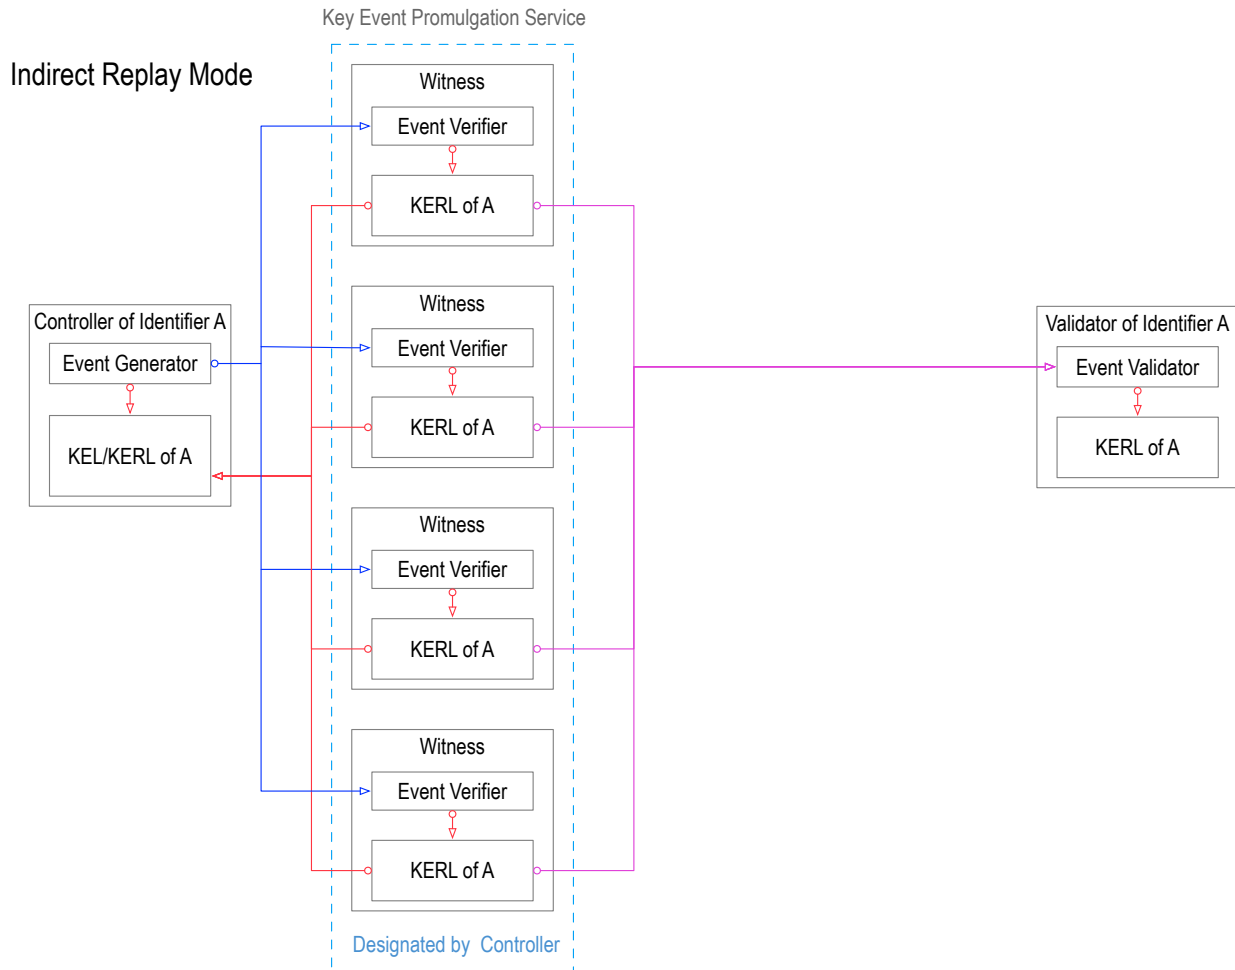 Key Event Promulgation Service
Indirect Replay Mode
Witness
Event Verifier
KERL of A
Witness
Event Verifier
KERL of A
Controller of Identifier A
Event Generator
KEL/KERL of A
Validator of Identifier A
Event Validator
KERL of A
Witness
Event Verifier
KERL of A
Witness
Event Verifier
KERL of A
Designated by Controller